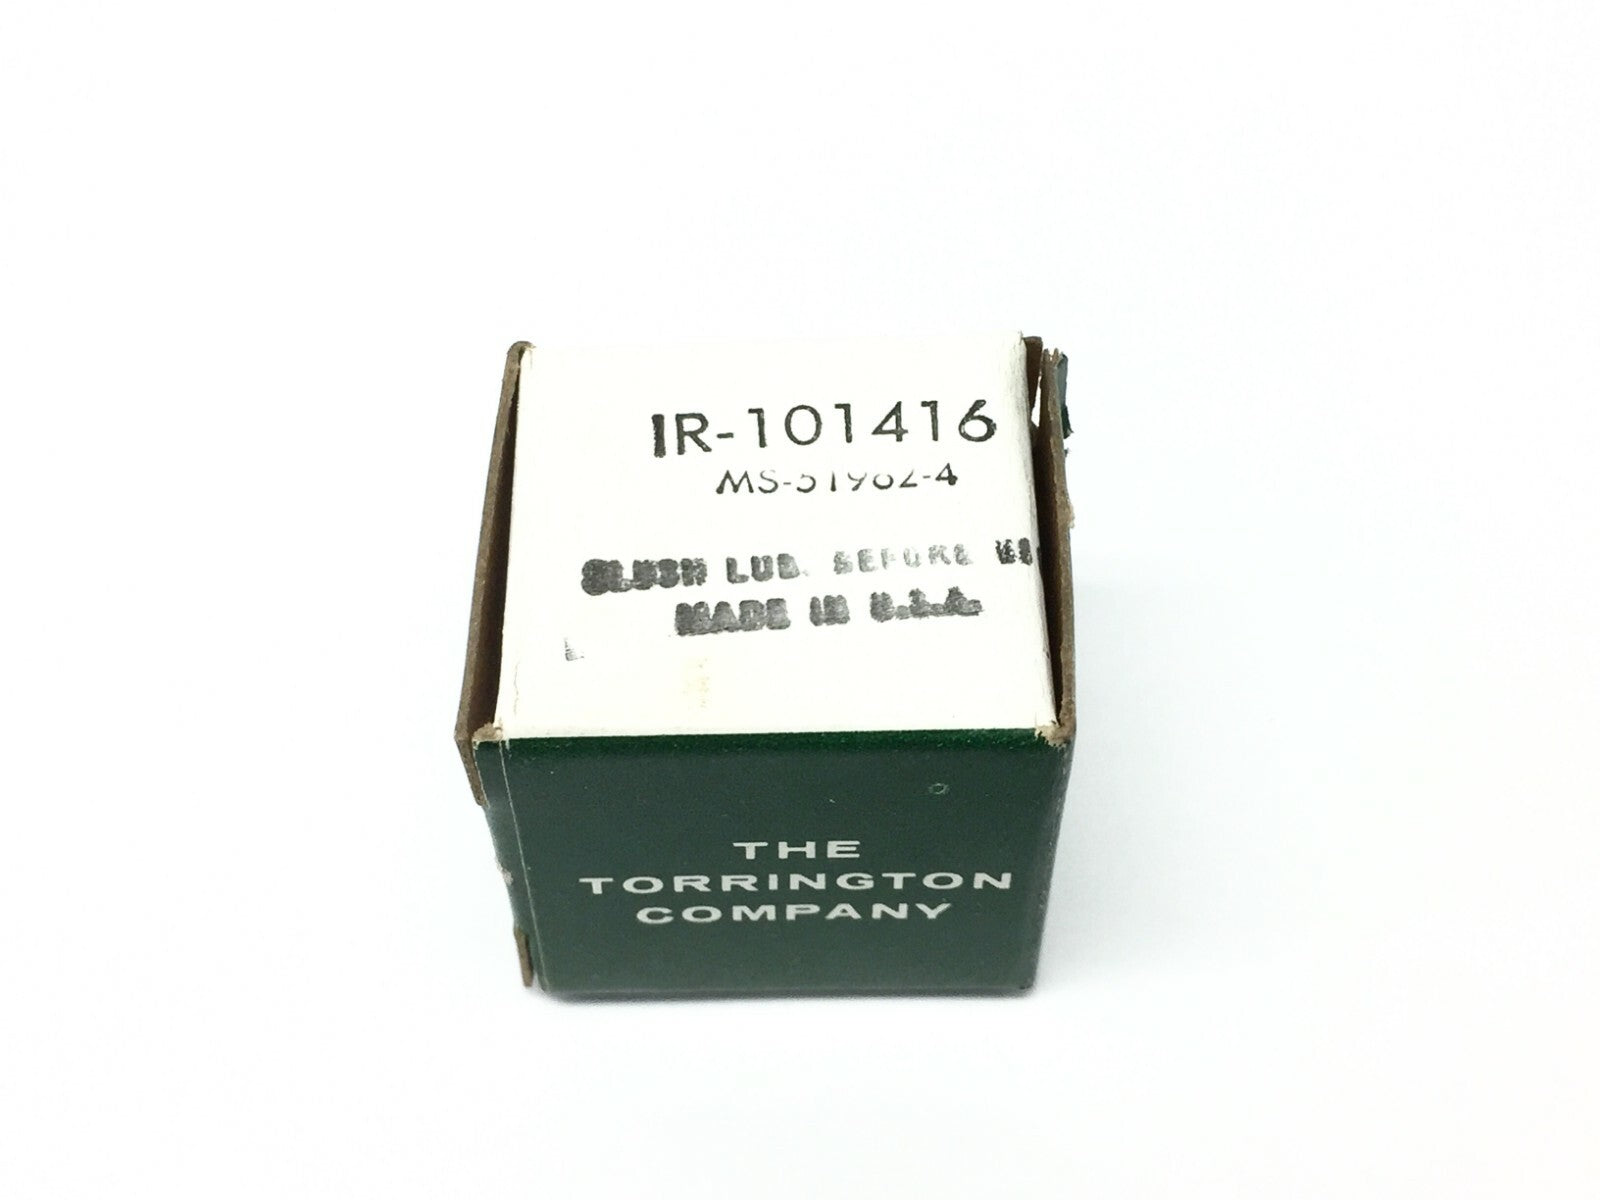 IR-101416
MS-51962-4
SLUSH LUB. BEFORE
MADE IN U.S.A.
THE
TORRINGTON
COMPANY